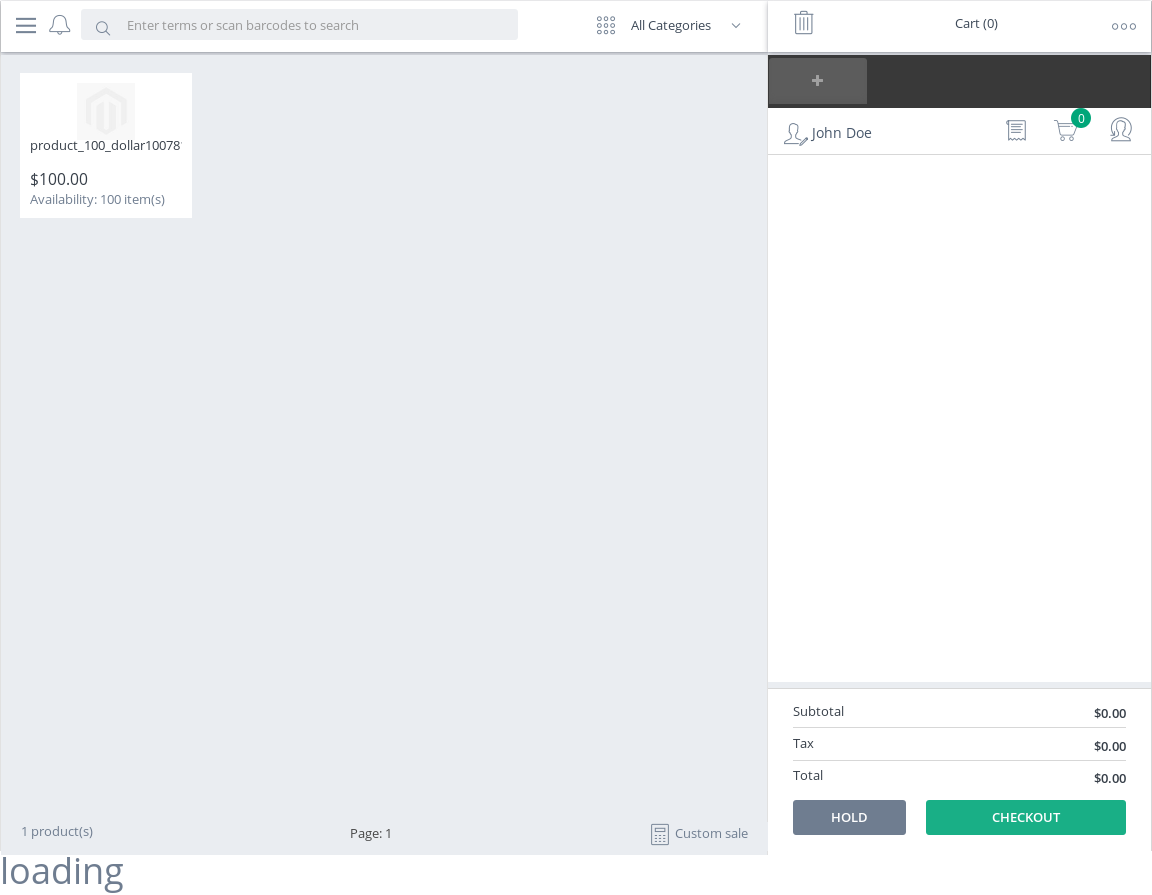 Enter terms or scan barcodes to search
All Categories
Cart (0)
+
John Doe
0
product_100_dollar10078
$100.00
Availability: 100 item(s)
Subtotal
$0.00
Tax
$0.00
Total
$0.00
HOLD
CHECKOUT
1 product(s)
Page: 1
Custom sale
loading